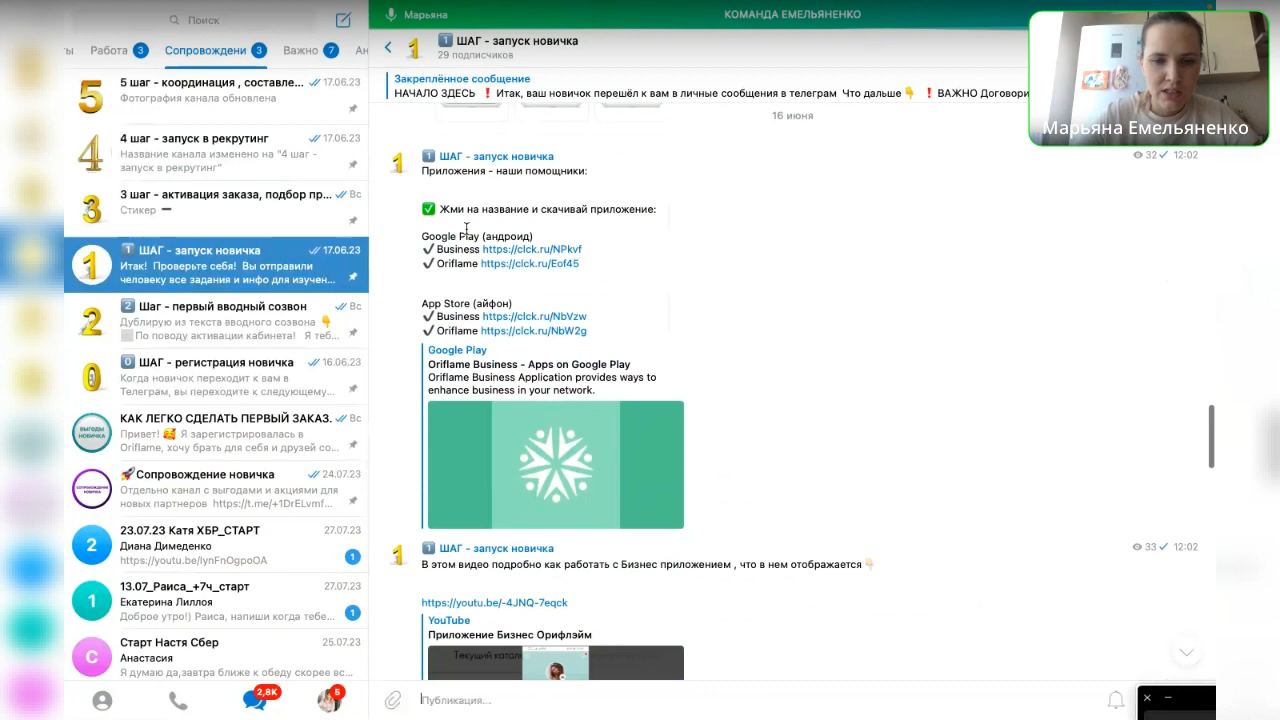 Поиск
ты
Работа 3
Сопровождени 3
Важно 7
Ан
5 шаг - координация , составле... 17.06.23
Фотография канала обновлена
4 шаг - запуск в рекрутинг 17.06.23
Название канала изменено на "4 шаг -
запуск в рекрутинг"
3 шаг - активация заказа, подбор пр... Вс
Стикер
1 ШАГ - запуск новичка 17.06.23
Итак! Проверьте себя! Вы отправили
человеку все задания и инфо для изучен...
2 Шаг - первый вводный созвон Вс
Дублирую из текста вводного созвона
По поводу активации кабинета! Я теб...
0 ШАГ - регистрация новичка 16.06.23
Когда новичок переходит к вам в
Телеграм, вы переходите к следующему...
ВЫГОДЫ НОВИЧКА
КАК ЛЕГКО СДЕЛАТЬ ПЕРВЫЙ ЗАКАЗ. Вс
Привет! Я зарегистрировалась в
Oriflame, хочу брать для себя и друзей со...
Сопровождение новичка 24.07.23
Отдельно канал с выгодами и акциями для
новых партнеров https://t.me/+1DrELvmf...
2
23.07.23 Катя ХБР_СТАРТ 27.07.23
Диана Димеденко
https://youtu.be/IynFnOgpoOA 1
1
13.07_Раиса_+7ч_старт 27.07.23
Екатерина Лиллоя
Доброе утро!) Раиса, напиши когда тебе... 1
С
Старт Настя Сбер 25.07.23
Анастасия
Я думаю да,завтра ближе к обеду скорее вс...
2,8K
5
Марьяна
КОМАНДА ЕМЕЛЬЯНЕНКО
1 ШАГ - запуск новичка
29 подписчиков
Закреплённое сообщение
НАЧАЛО ЗДЕСЬ ❗ Итак, ваш новичок перешёл к вам в личные сообщения в телеграм Что дальше ❗ ВАЖНО Договори
16 июня
1 ШАГ - запуск новичка 32 12:02
Приложения - наши помощники:
✅ Жми на название и скачивай приложение:
Google Play (андроид)
✔ Business https://clck.ru/NPkvf
✔ Oriflame https://clck.ru/Eof45
App Store (айфон)
✔ Business https://clck.ru/NbVzw
✔ Oriflame https://clck.ru/NbW2g
Google Play
Oriflame Business - Apps on Google Play
Oriflame Business Application provides ways to
enhance business in your network.
1 ШАГ - запуск новичка 33 12:02
В этом видео подробно как работать с Бизнес приложением , что в нем отображается
https://youtu.be/-4JNQ-7eqck
YouTube
Приложение Бизнес Орифлэйм
Текущий катало
Публикация...
Марьяна Емельяненко